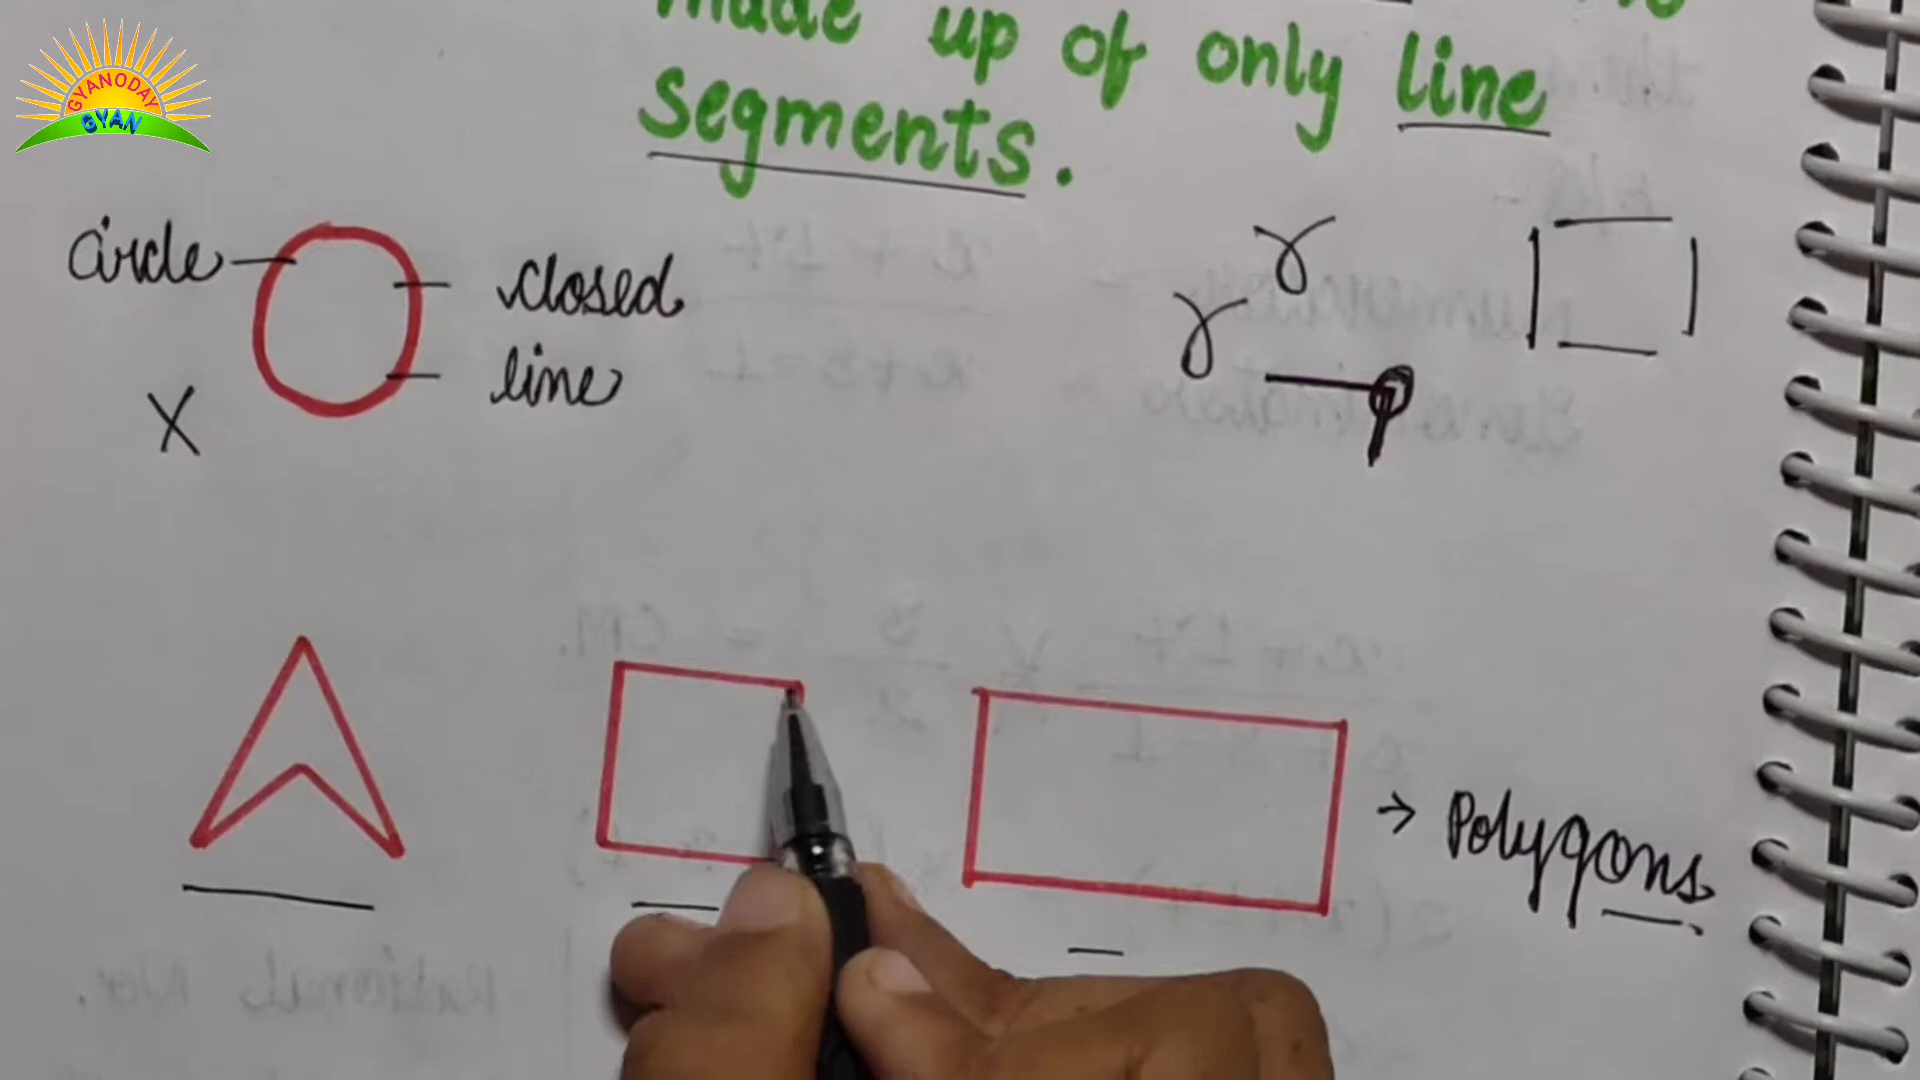 GYANODAY
GYAN
made up of only line
segments.
circle
closed
line
X
→ Polygons